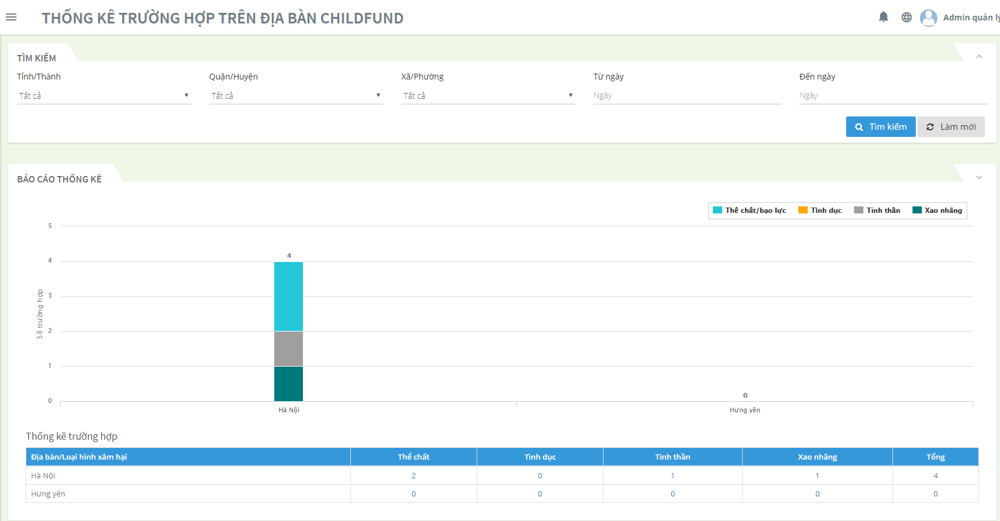 THỐNG KÊ TRƯỜNG HỢP TRÊN ĐỊA BÀN CHILDFUND
Admin quản lý
TÌM KIẾM
Tỉnh/Thành Quận/Huyện Xã/Phường Từ ngày Đến ngày
Tất cả Tất cả Tất cả Ngày Ngày
Tìm kiếm Làm mới
BÁO CÁO THỐNG KÊ
Thể chất/bạo lực Tình dục Tinh thần Xao nhãng
5
4
3
2
1
0
Số trường hợp
4
0
Hà Nội Hưng yên
Thống kê trường hợp
Địa bàn/Loại hình xâm hại Thể chất Tình dục Tinh thần Xao nhãng Tổng
Hà Nội 2 0 1 1 4
Hưng yên 0 0 0 0 0